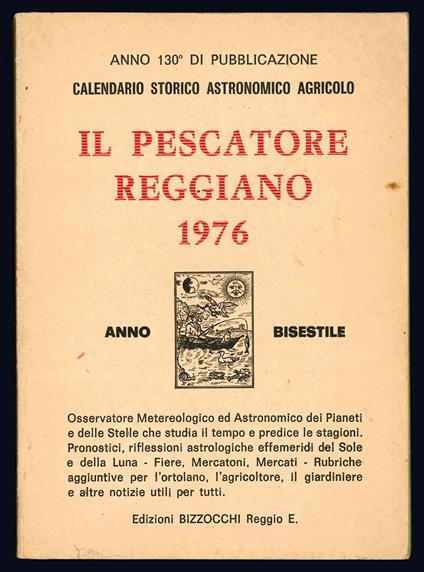 ANNO 130° DI PUBBLICAZIONE
CALENDARIO STORICO ASTRONOMICO AGRICOLO
IL PESCATORE
REGGIANO
1976
ANNO BISESTILE
Osservatore Metereologico ed Astronomico dei Pianeti
e delle Stelle che studia il tempo e predice le stagioni.
Pronostici, riflessioni astrologiche effemeridi del Sole
e della Luna - Fiere, Mercatoni, Mercati - Rubriche
aggiuntive per l'ortolano, l'agricoltore, il giardiniere
e altre notizie utili per tutti.
Edizioni BIZZOCCHI Reggio E.